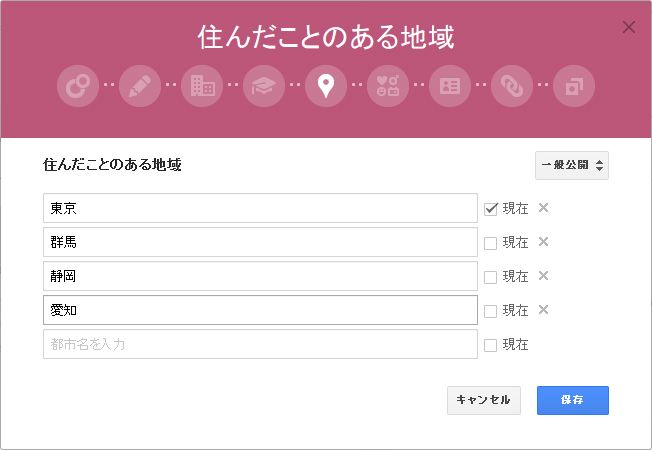 住んだことのある地域
住んだことのある地域
一般公開
東京 現在
群馬 現在
静岡 現在
愛知 現在
都市名を入力 現在
キャンセル 保存